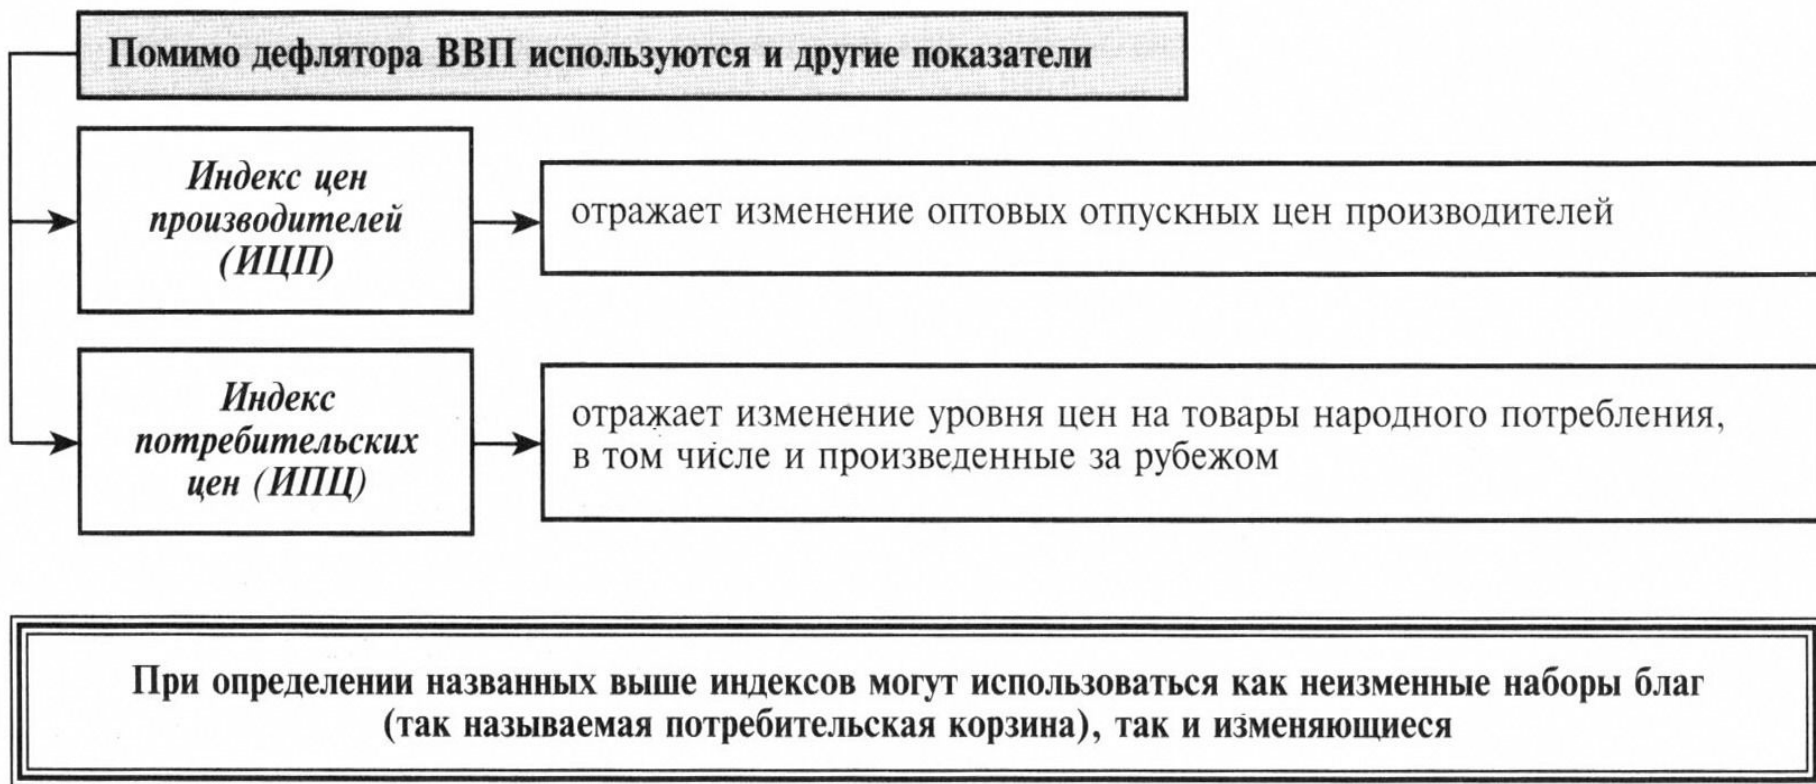 Помимо дефлятора ВВП используются и другие показатели
Индекс цен
производителей
(ИЦП)
отражает изменение оптовых отпускных цен производителей
Индекс
потребительских
цен (ИПЦ)
отражает изменение уровня цен на товары народного потребления,
в том числе и произведенные за рубежом
При определении названных выше индексов могут использоваться как неизменные наборы благ
(так называемая потребительская корзина), так и изменяющиеся